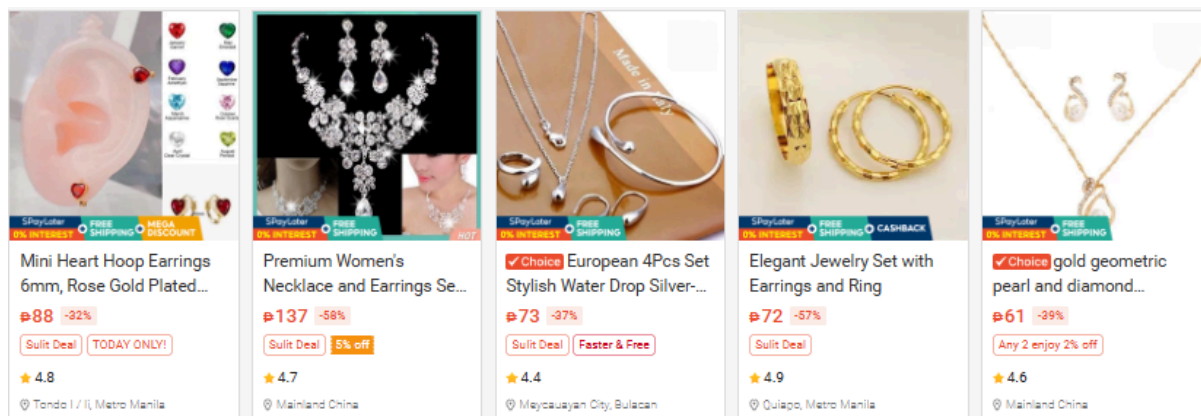 SPayLater
0% INTEREST
FREE
SHIPPING
MEGA
DISCOUNT
Mini Heart Hoop Earrings
6mm, Rose Gold Plated...
₱88 -32%
Sulit Deal TODAY ONLY!
4.8
Tondo I / Ii, Metro Manila
SPayLater
0% INTEREST
FREE
SHIPPING
HOT
Premium Women's
Necklace and Earrings Se...
₱137 -58%
Sulit Deal 5% off
4.7
Mainland China
Made in Italy
SPayLater
0% INTEREST
FREE
SHIPPING
Choice European 4Pcs Set
Stylish Water Drop Silver-...
₱73 -37%
Sulit Deal Faster & Free
4.4
Meycauayan City, Bulacan
SPayLater
0% INTEREST
FREE
SHIPPING
CASHBACK
Elegant Jewelry Set with
Earrings and Ring
₱72 -57%
Sulit Deal
4.9
Quiapo, Metro Manila
SPayLater
0% INTEREST
FREE
SHIPPING
Choice gold geometric
pearl and diamond...
₱61 -39%
Any 2 enjoy 2% off
4.6
Mainland China